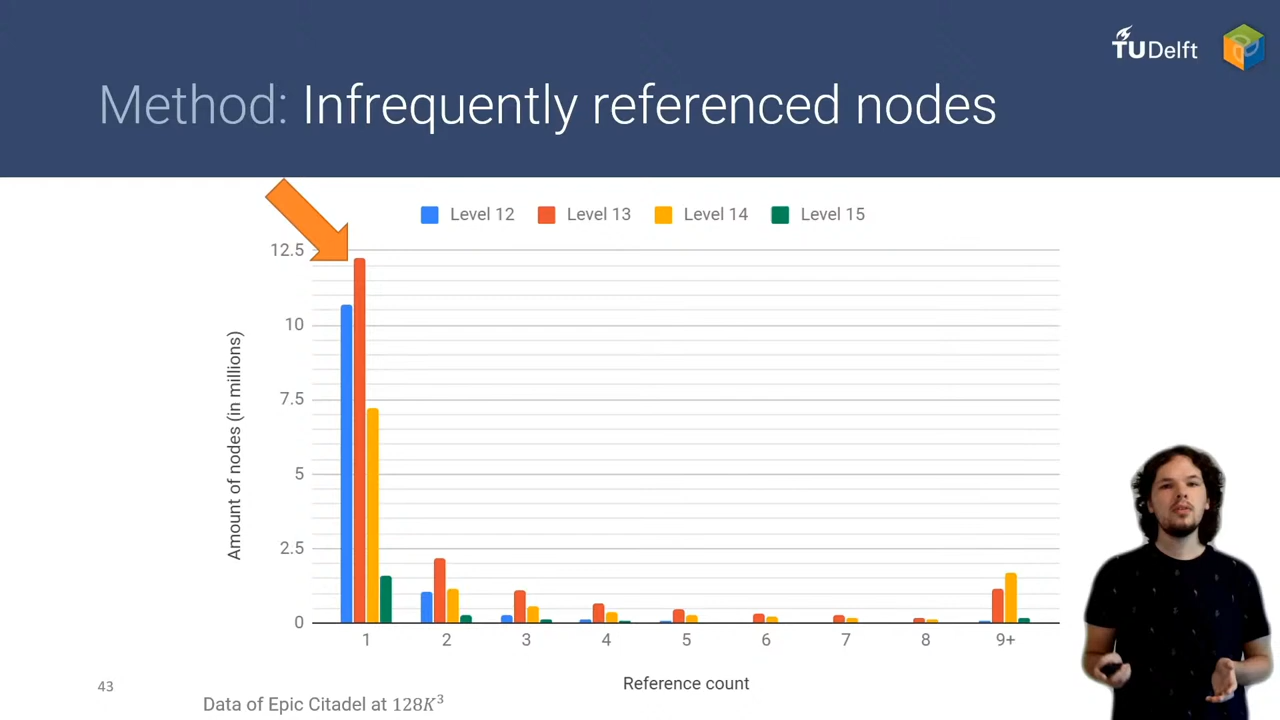 TUDelft
Method: Infrequently referenced nodes
Level 12 Level 13 Level 14 Level 15
12.5
10
7.5
5
2.5
0
Amount of nodes (in millions)
1 2 3 4 5 6 7 8 9+
Reference count
43
Data of Epic Citadel at 128K³